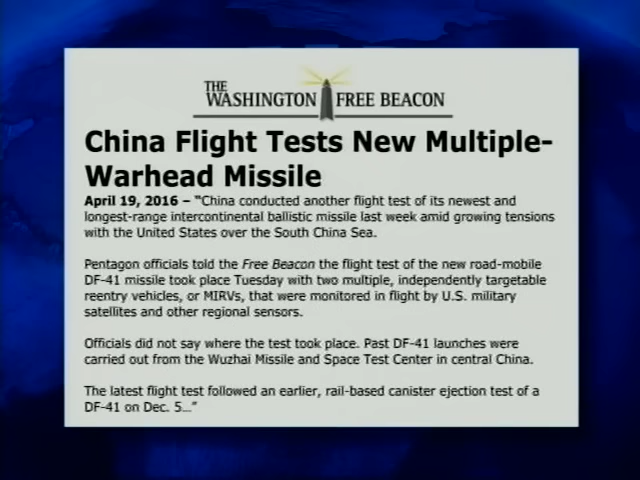 THE
WASHINGTON FREE BEACON
China Flight Tests New Multiple-
Warhead Missile
April 19, 2016 – "China conducted another flight test of its newest and
longest-range intercontinental ballistic missile last week amid growing tensions
with the United States over the South China Sea.
Pentagon officials told the Free Beacon the flight test of the new road-mobile
DF-41 missile took place Tuesday with two multiple, independently targetable
reentry vehicles, or MIRVs, that were monitored in flight by U.S. military
satellites and other regional sensors.
Officials did not say where the test took place. Past DF-41 launches were
carried out from the Wuzhai Missile and Space Test Center in central China.
The latest flight test followed an earlier, rail-based canister ejection test of a
DF-41 on Dec. 5…"